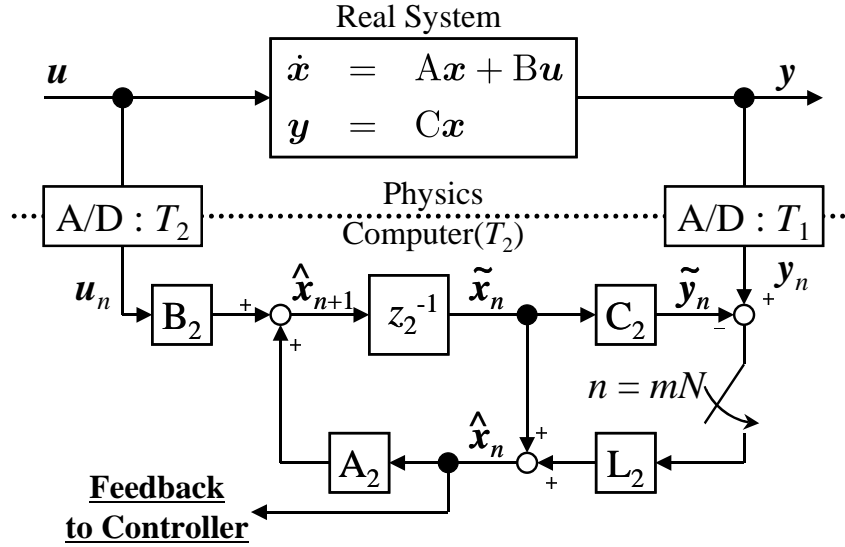 Real System
u
ẋ = Ax + Bu
y = Cx
y
Physics
A/D : T₂
A/D : T₁
Computer(T₂)
uₙ
B₂
+
+
x̂ₙ₊₁
z₂⁻¹
x̃ₙ
C₂
ỹₙ
−
+
yₙ
n = mN
A₂
x̂ₙ
+
+
L₂
Feedback
to Controller